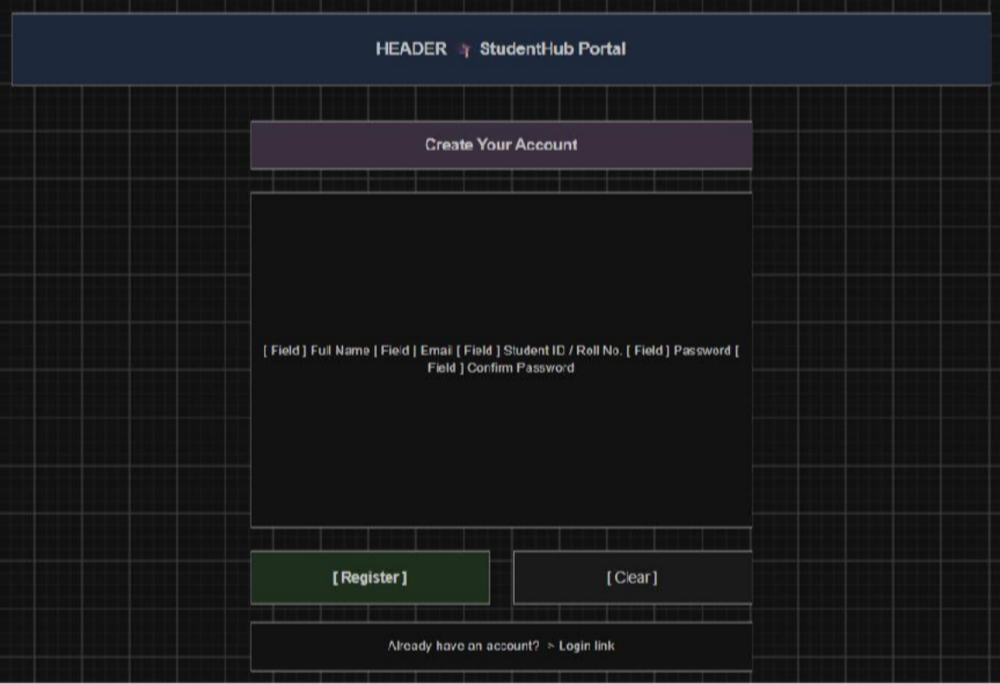 HEADER StudentHub Portal
Create Your Account
[ Field ] Full Name [ Field ] Email [ Field ] Student ID / Roll No. [ Field ] Password [
Field ] Confirm Password
[ Register ]
[ Clear ]
Already have an account? > Login link